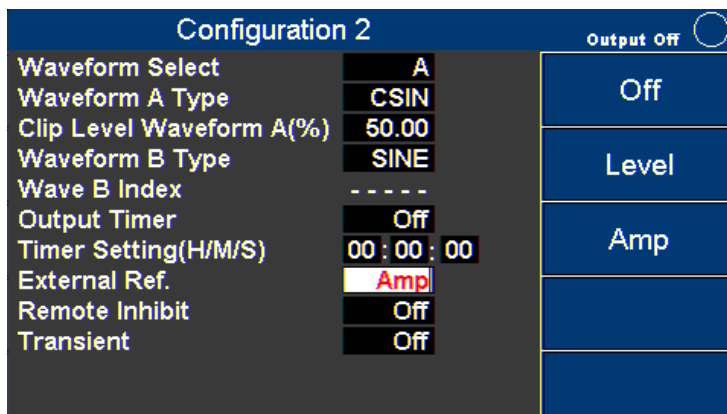 Configuration 2
Output Off
Waveform Select A
Waveform A Type CSIN
Clip Level Waveform A(%) 50.00
Waveform B Type SINE
Wave B Index - - - - -
Output Timer Off
Timer Setting(H/M/S) 00 : 00 : 00
External Ref. Amp
Remote Inhibit Off
Transient Off
Off
Level
Amp